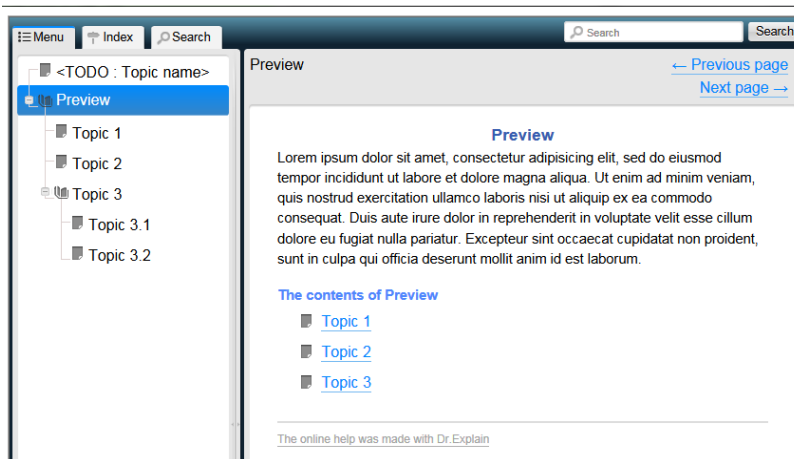 Menu
Index
Search
Search
Search
<TODO : Topic name>
Preview
Topic 1
Topic 2
Topic 3
Topic 3.1
Topic 3.2
Preview
← Previous page
Next page →
Preview
Lorem ipsum dolor sit amet, consectetur adipisicing elit, sed do eiusmod
tempor incididunt ut labore et dolore magna aliqua. Ut enim ad minim veniam,
quis nostrud exercitation ullamco laboris nisi ut aliquip ex ea commodo
consequat. Duis aute irure dolor in reprehenderit in voluptate velit esse cillum
dolore eu fugiat nulla pariatur. Excepteur sint occaecat cupidatat non proident,
sunt in culpa qui officia deserunt mollit anim id est laborum.
The contents of Preview
Topic 1
Topic 2
Topic 3
The online help was made with Dr.Explain